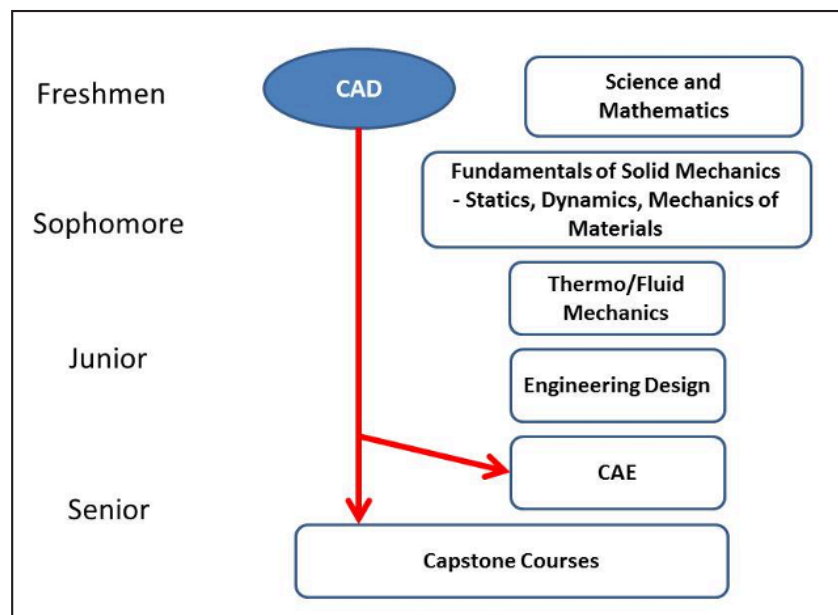 Freshmen
CAD
Science and
Mathematics
Sophomore
Fundamentals of Solid Mechanics
- Statics, Dynamics, Mechanics of
Materials
Thermo/Fluid
Mechanics
Junior
Engineering Design
CAE
Senior
Capstone Courses